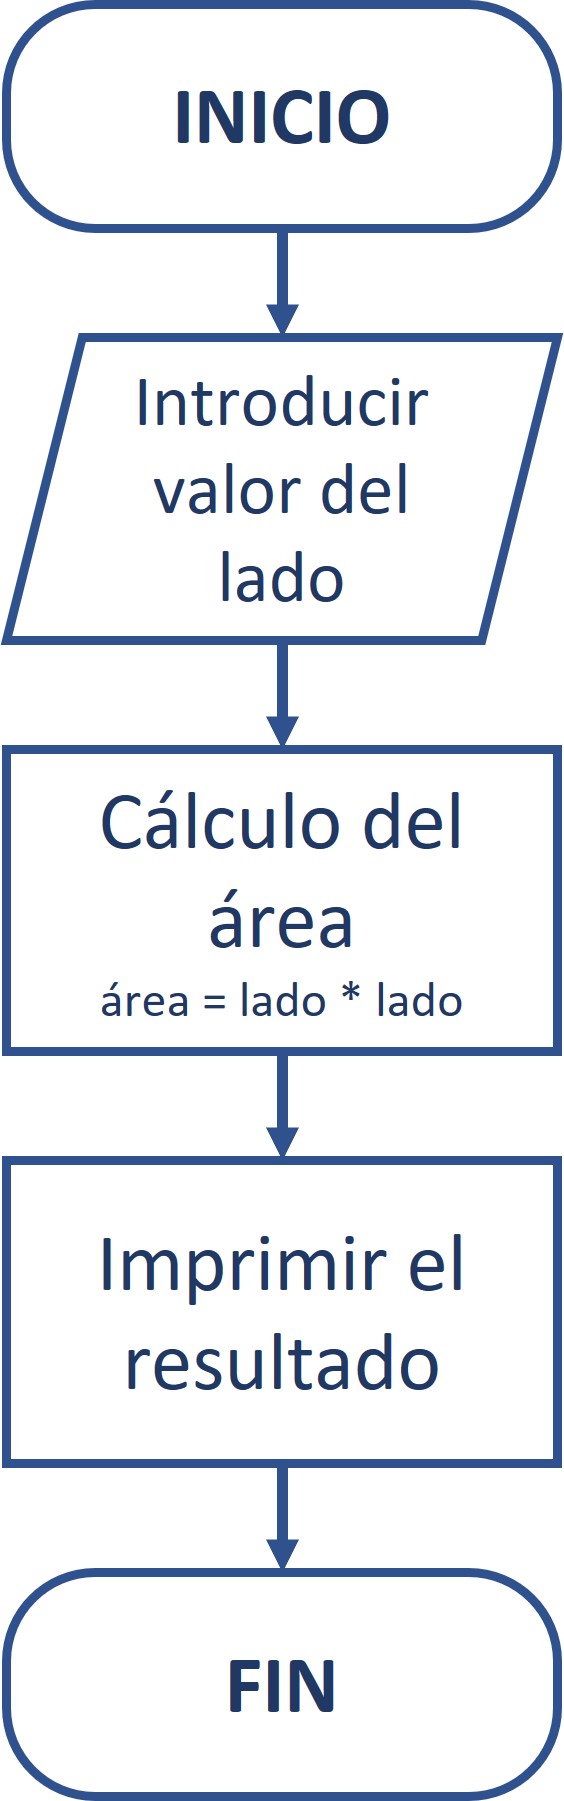 INICIO
Introducir
valor del
lado
Cálculo del
área
área = lado * lado
Imprimir el
resultado
FIN